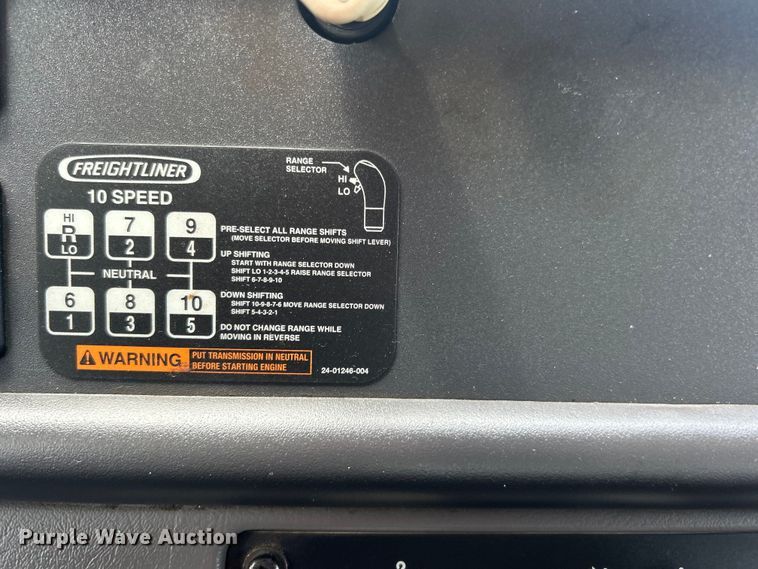 FREIGHTLINER
10 SPEED
RANGE
SELECTOR
HI
LO
HI
R
LO
7
2
9
4
NEUTRAL
6
1
8
3
10
5
PRE-SELECT ALL RANGE SHIFTS
(MOVE SELECTOR BEFORE MOVING SHIFT LEVER)
UP SHIFTING
START WITH RANGE SELECTOR DOWN
SHIFT LO 1-2-3-4-5 RAISE RANGE SELECTOR
SHIFT 6-7-8-9-10
DOWN SHIFTING
SHIFT 10-9-8-7-6 MOVE RANGE SELECTOR DOWN
SHIFT 5-4-3-2-1
DO NOT CHANGE RANGE WHILE
MOVING IN REVERSE
WARNING
PUT TRANSMISSION IN NEUTRAL
BEFORE STARTING ENGINE
24-01246-004
Purple Wave Auction